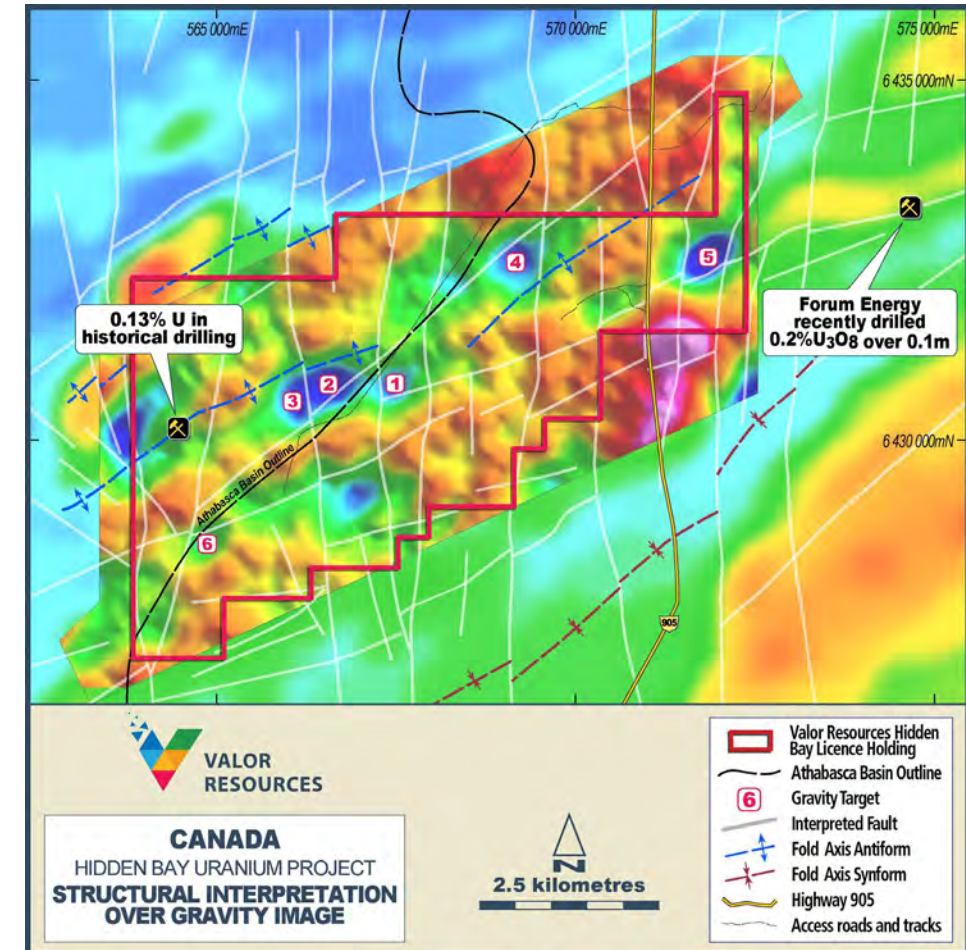 565 000mE
570 000mE
575 000mE
6 435 000mN
4
5
0.13% U in
historical drilling
Forum Energy
recently drilled
0.2%U₃O₈ over 0.1m
1
2
3
6 430 000mN
Athabasca Basin Outline
6
905
VALOR
RESOURCES
CANADA
HIDDEN BAY URANIUM PROJECT
STRUCTURAL INTERPRETATION
OVER GRAVITY IMAGE
N
2.5 kilometres
Valor Resources Hidden
Bay Licence Holding
Athabasca Basin Outline
6
Gravity Target
Interpreted Fault
Fold Axis Antiform
Fold Axis Synform
Highway 905
Access roads and tracks